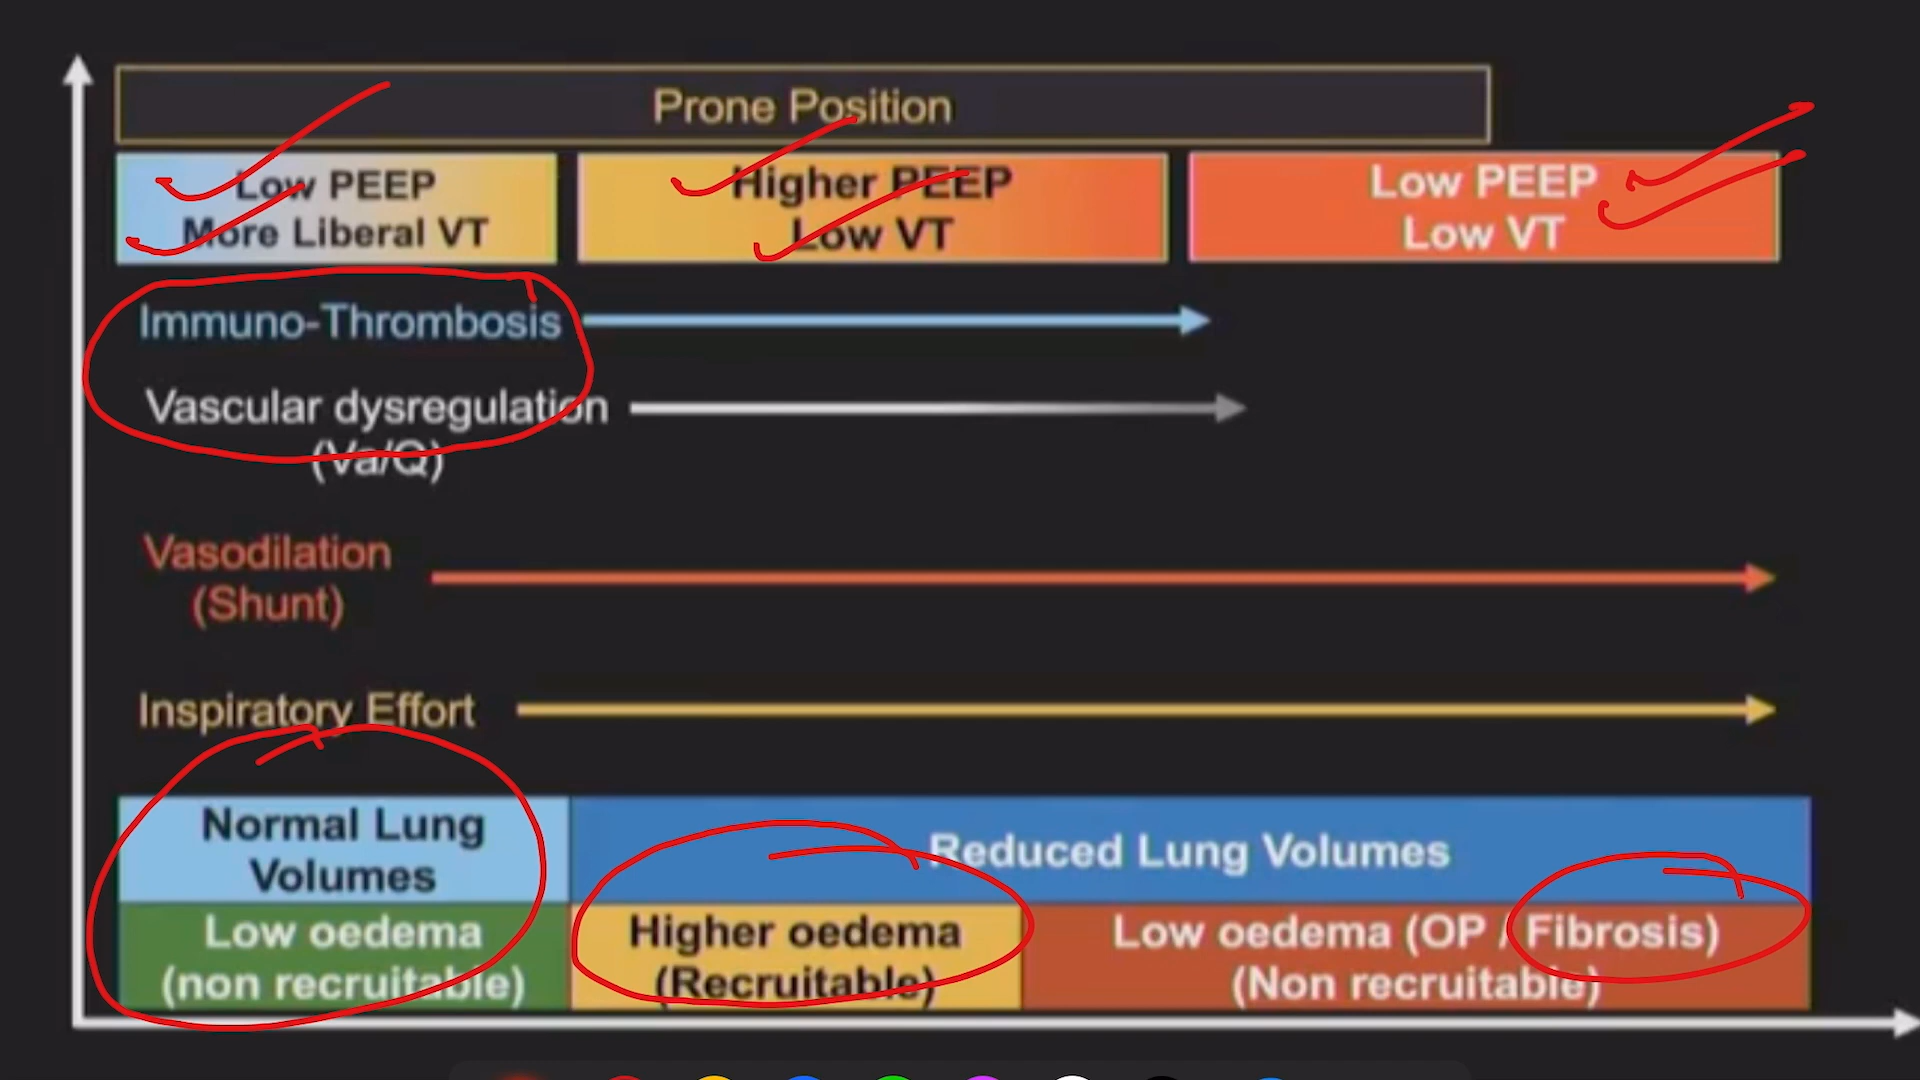 Prone Position
Low PEEP
More Liberal VT
Higher PEEP
Low VT
Low PEEP
Low VT
Immuno-Thrombosis
Vascular dysregulation
(Va/Q)
Vasodilation
(Shunt)
Inspiratory Effort
Normal Lung
Volumes
Reduced Lung Volumes
Low oedema
(non recruitable)
Higher oedema
(Recruitable)
Low oedema (OP / Fibrosis)
(Non recruitable)